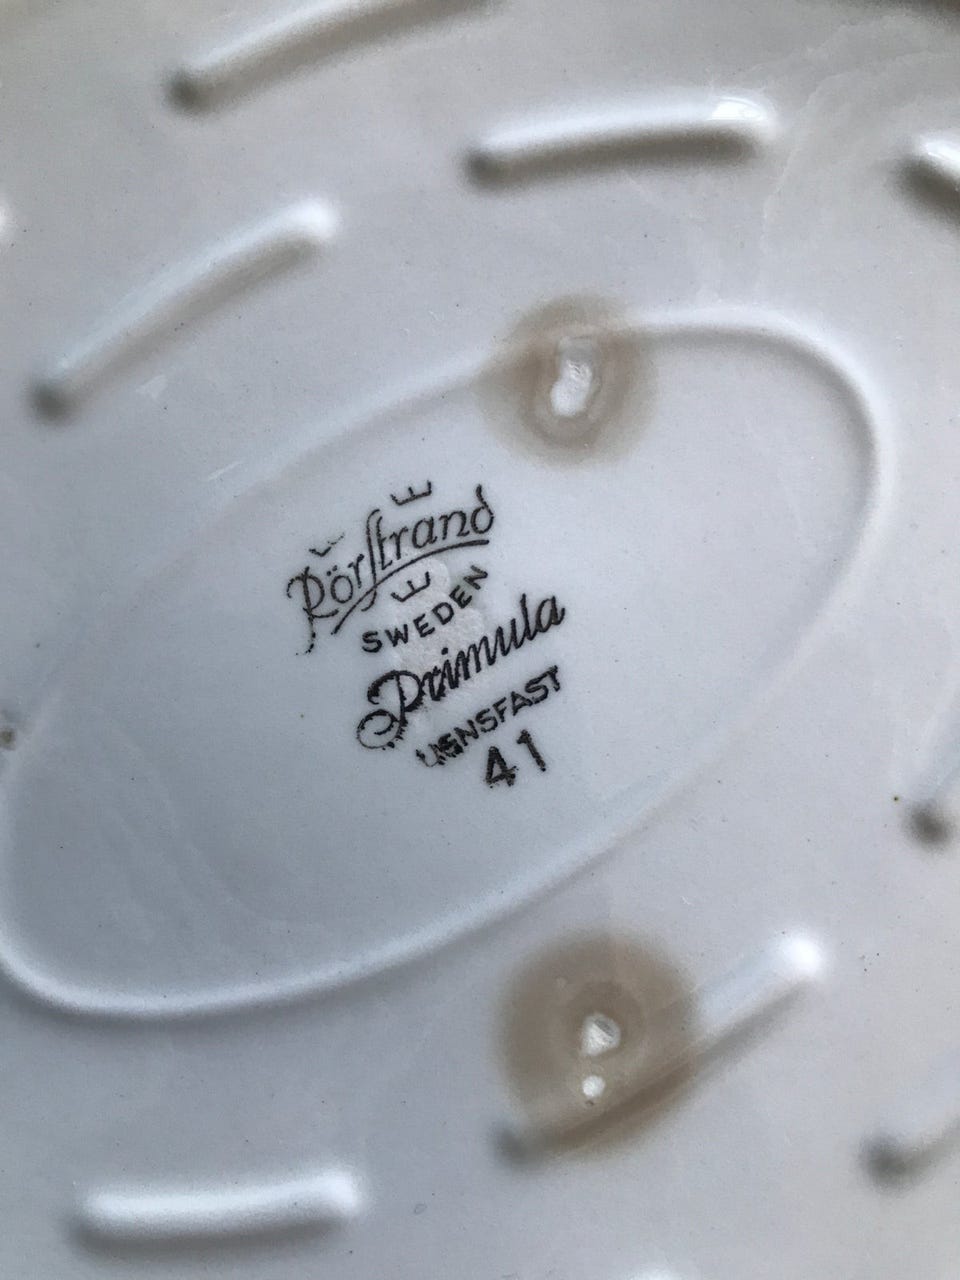 Rörstrand
SWEDEN
Primula
UGNSFAST
41